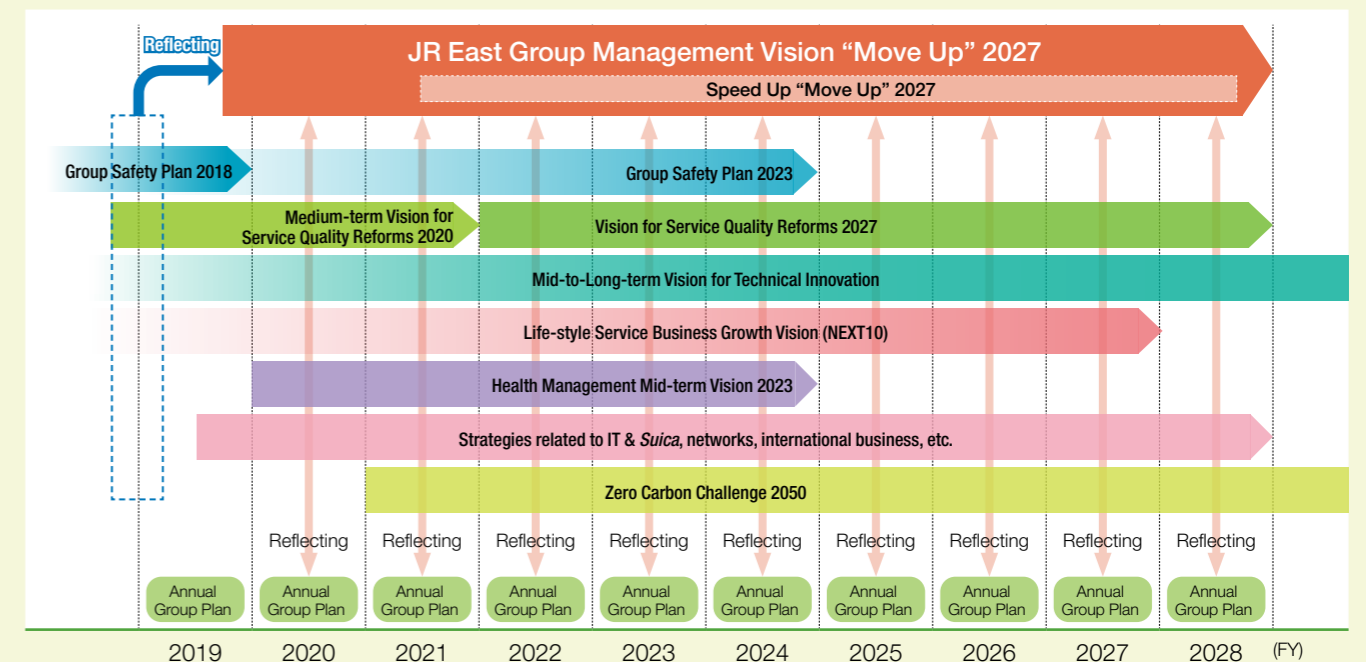 Reflecting
JR East Group Management Vision “Move Up” 2027
Speed Up “Move Up” 2027
Group Safety Plan 2018
Group Safety Plan 2023
Medium-term Vision for
Service Quality Reforms 2020
Vision for Service Quality Reforms 2027
Mid-to-Long-term Vision for Technical Innovation
Life-style Service Business Growth Vision (NEXT10)
Health Management Mid-term Vision 2023
Strategies related to IT & Suica, networks, international business, etc.
Zero Carbon Challenge 2050
Reflecting Reflecting Reflecting Reflecting Reflecting Reflecting Reflecting Reflecting Reflecting
Annual Annual Annual Annual Annual Annual Annual Annual Annual Annual
Group Plan Group Plan Group Plan Group Plan Group Plan Group Plan Group Plan Group Plan Group Plan Group Plan
2019 2020 2021 2022 2023 2024 2025 2026 2027 2028 (FY)